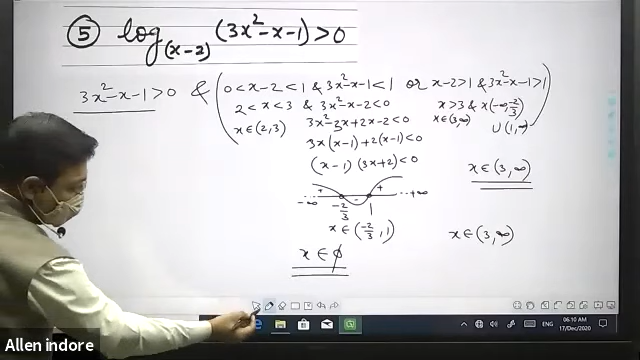 ⑤ log(x-2) (3x²-x-1)>0
3x²-x-1>0 & (0<x-2<1 & 3x²-x-1<1 or x-2>1 & 3x²-x-1>1)
2<x<3 & 3x²-x-2<0 x>3 & x(-∞,-2/3)
x∈(2,3) 3x²-3x+2x-2<0 x∈(3,∞) ∪(1,∞)
3x(x-1)+2(x-1)<0
(x-1) (3x+2)<0 x∈(3,∞)
+ - +
-∞ -2/3 1 +∞
x∈(-2/3,1) x∈(3,∞)
x∈ϕ
ENG
06:10 AM
17/Dec/2020
Allen indore